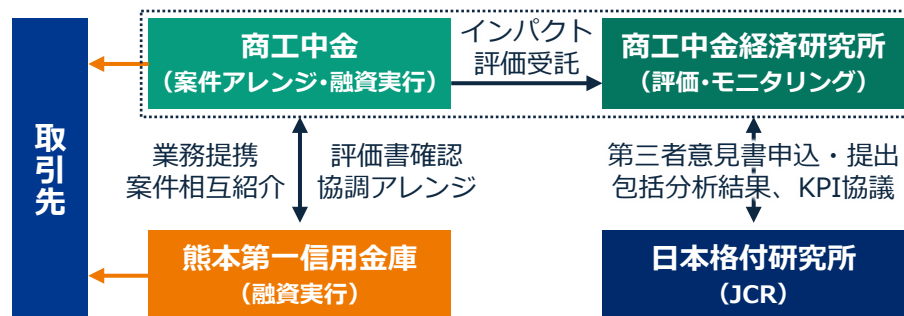 取引先
商工中金
（案件アレンジ・融資実行）
インパクト
評価受託
商工中金経済研究所
（評価・モニタリング）
業務提携
案件相互紹介
評価書確認
協調アレンジ
第三者意見書申込・提出
包括分析結果、KPI協議
熊本第一信用金庫
（融資実行）
日本格付研究所
（JCR）